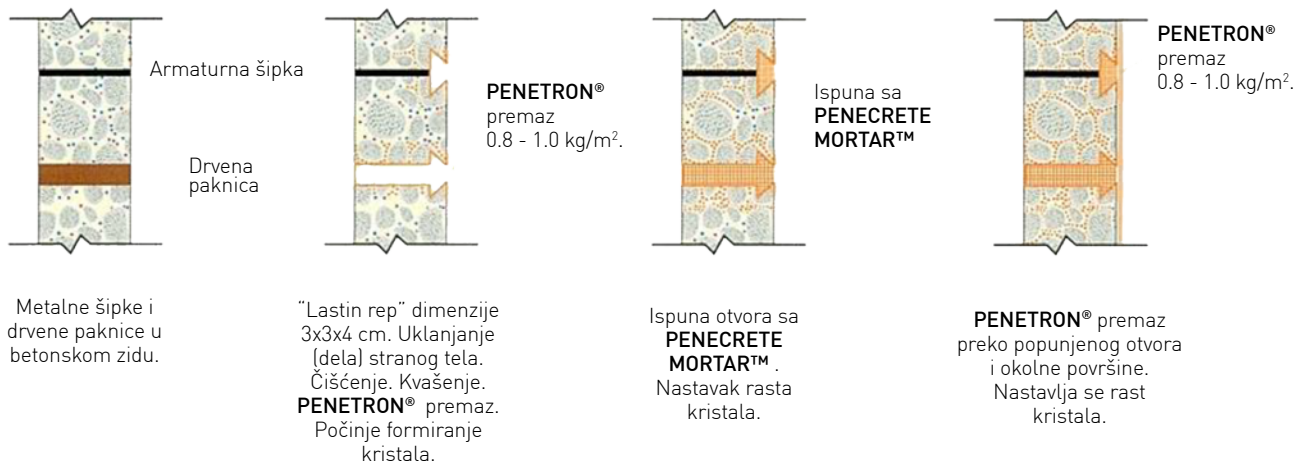 Armaturna šipka
Drvena
paknica
PENETRON®
premaz
0.8 - 1.0 kg/m².
Ispuna sa
PENECRETE
MORTAR™
PENETRON®
premaz
0.8 - 1.0 kg/m².
Metalne šipke i
drvene paknice u
betonskom zidu.
“Lastin rep” dimenzije
3x3x4 cm. Uklanjanje
(dela) stranog tela.
Čišćenje. Kvašenje.
PENETRON® premaz.
Počinje formiranje
kristala.
Ispuna otvora sa
PENECRETE
MORTAR™ .
Nastavak rasta
kristala.
PENETRON® premaz
preko popunjenog otvora
i okolne površine.
Nastavlja se rast
kristala.